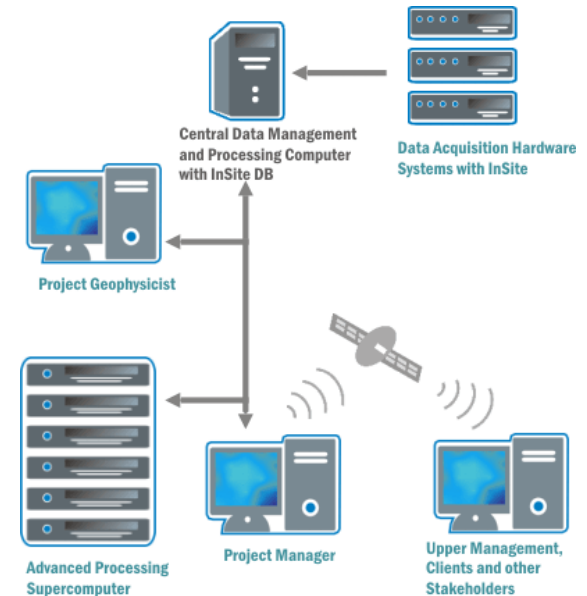 Central Data Management
and Processing Computer
with InSite DB
Data Acquisition Hardware
Systems with InSite
Project Geophysicist
Advanced Processing
Supercomputer
Project Manager
Upper Management,
Clients and other
Stakeholders